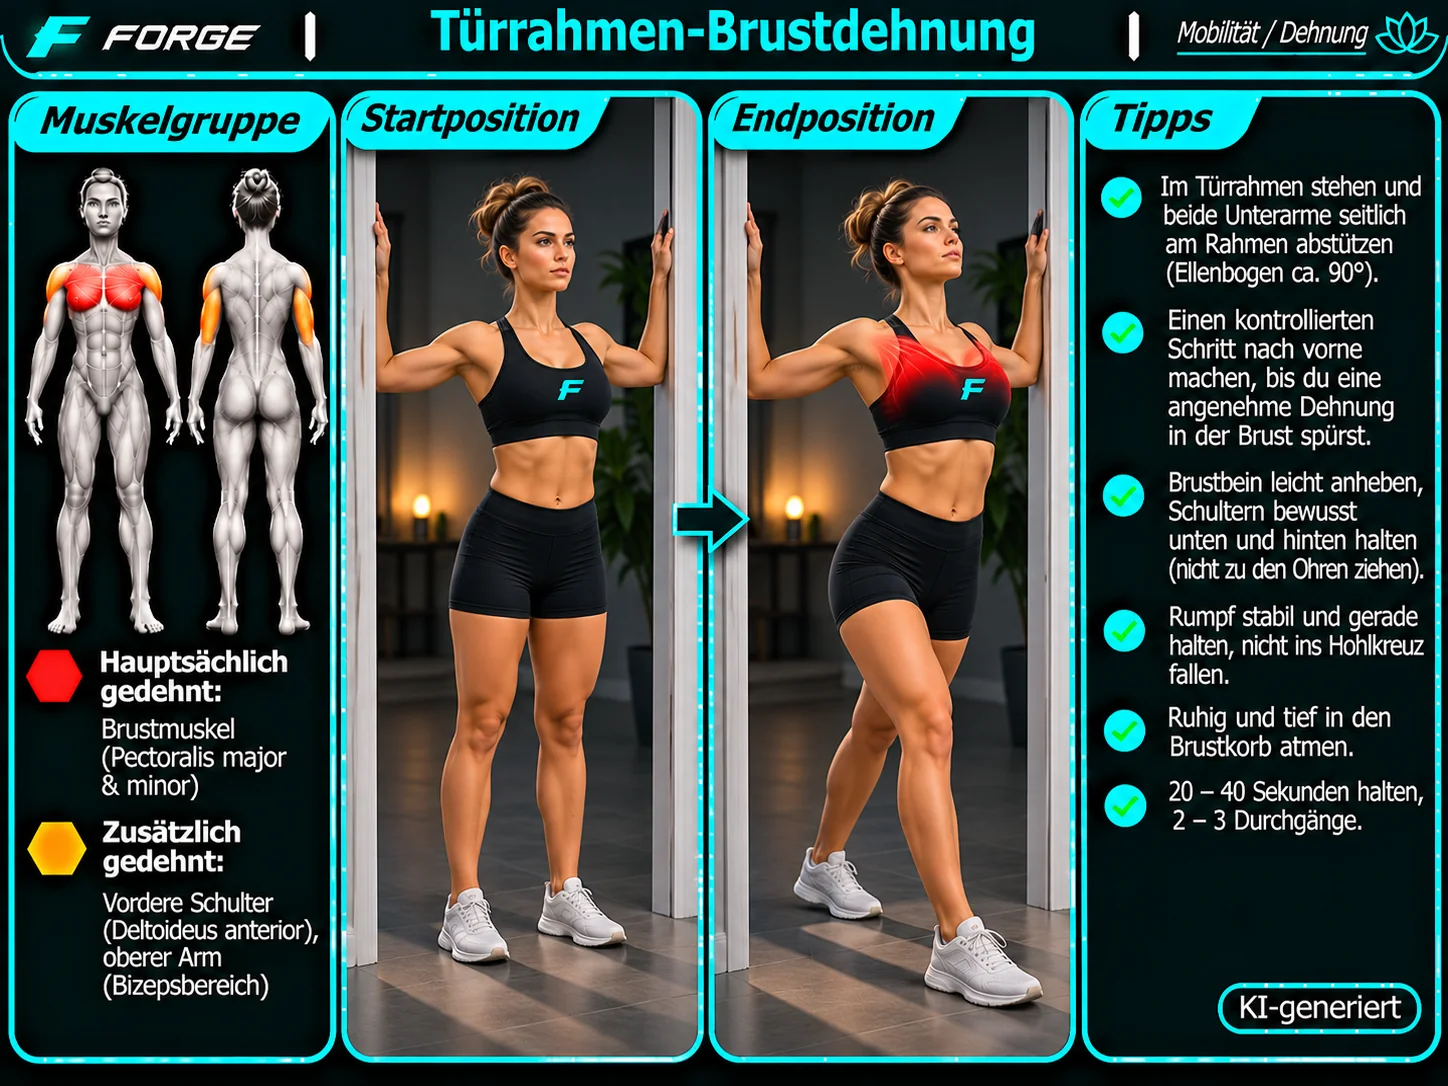 FORGE
Türrahmen-Brustdehnung
Mobilität / Dehnung
Muskelgruppe
Hauptsächlich
gedehnt:
Brustmuskel
(Pectoralis major
& minor)
Zusätzlich
gedehnt:
Vordere Schulter
(Deltoideus anterior),
oberer Arm
(Bizepsbereich)
Startposition
F
Endposition
F
Tipps
Im Türrahmen stehen und
beide Unterarme seitlich
am Rahmen abstützen
(Ellenbogen ca. 90°).
Einen kontrollierten
Schritt nach vorne
machen, bis du eine
angenehme Dehnung
in der Brust spürst.
Brustbein leicht anheben,
Schultern bewusst
unten und hinten halten
(nicht zu den Ohren ziehen).
Rumpf stabil und gerade
halten, nicht ins Hohlkreuz
fallen.
Ruhig und tief in den
Brustkorb atmen.
20 – 40 Sekunden halten,
2 – 3 Durchgänge.
KI-generiert